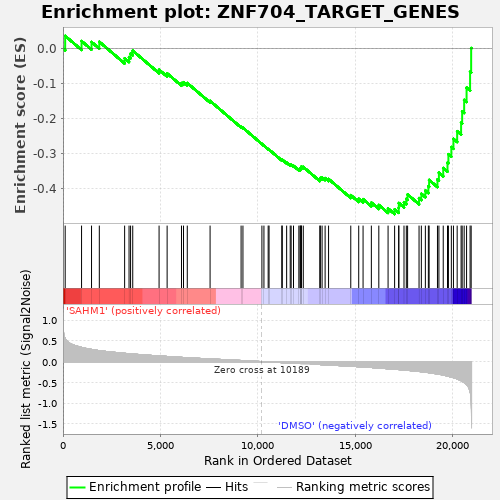 Enrichment plot: ZNF704_TARGET_GENES
Enrichment score (ES)
0.0
-0.1
-0.2
-0.3
-0.4
'SAHM1' (positively correlated)
Ranked list metric (Signal2Noise)
1.0
0.5
0.0
-0.5
-1.0
-1.5
Zero cross at 10189
'DMSO' (negatively correlated)
0 5,000 10,000 15,000 20,000
Rank in Ordered Dataset
Enrichment profile Hits Ranking metric scores